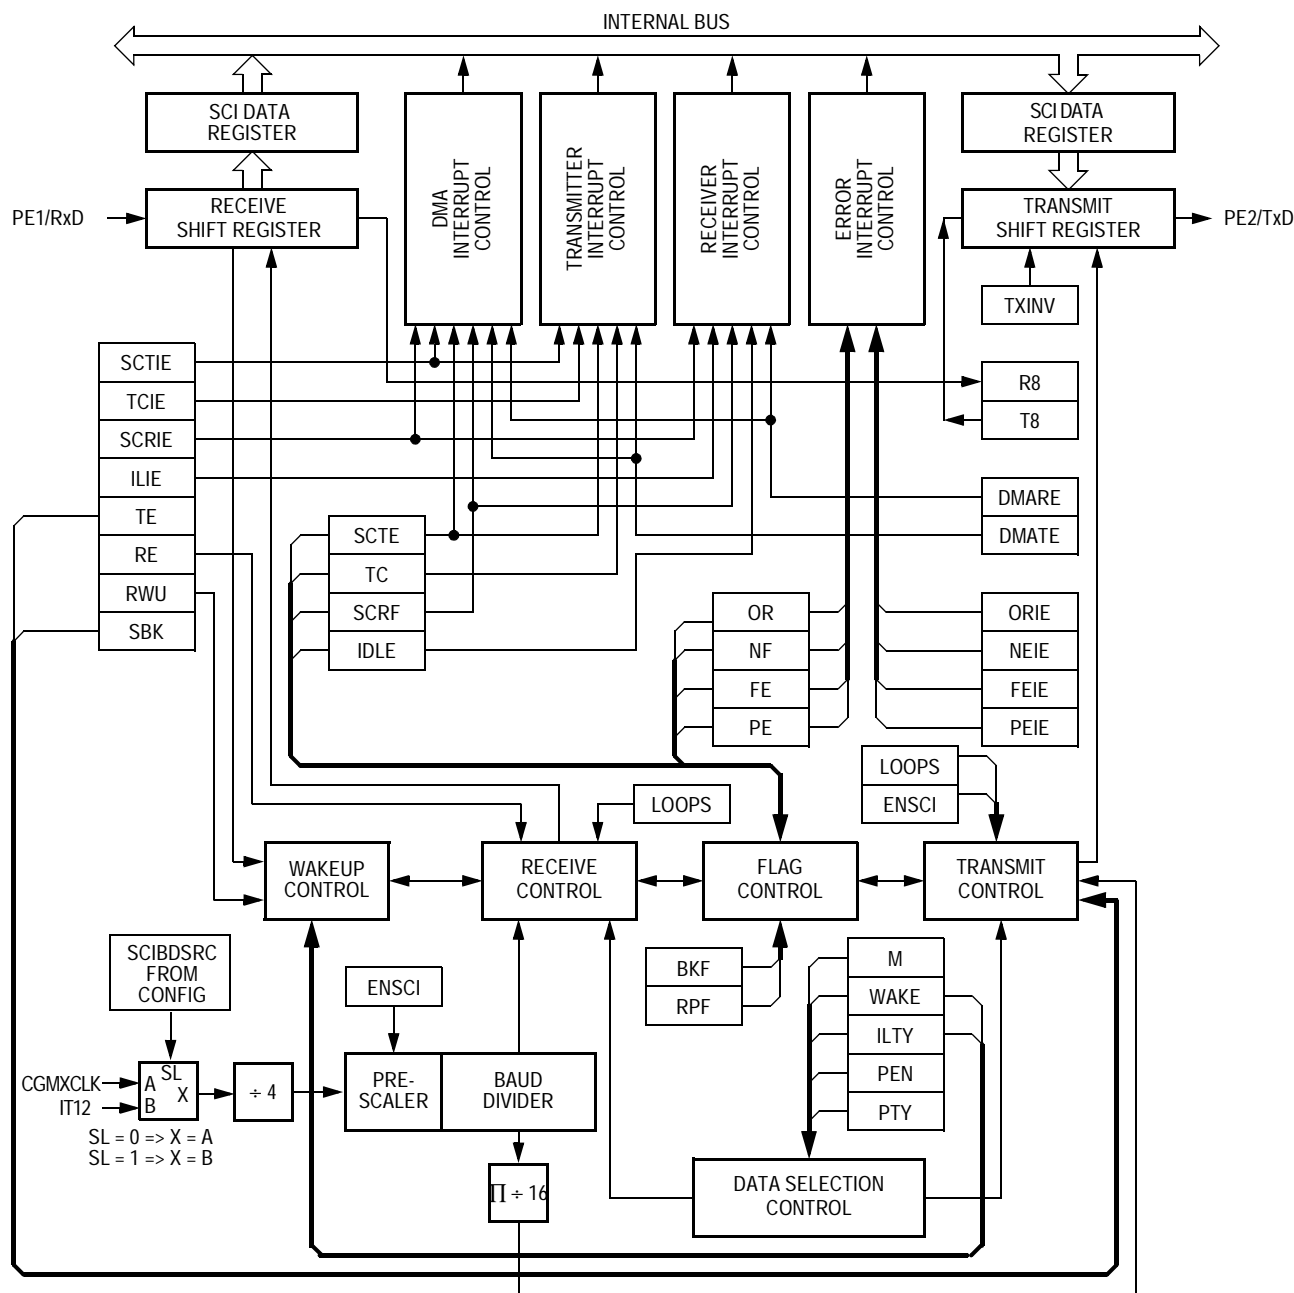 INTERNAL BUS
SCI DATA
REGISTER
DMA
INTERRUPT
CONTROL
TRANSMITTER
INTERRUPT
CONTROL
RECEIVER
INTERRUPT
CONTROL
ERROR
INTERRUPT
CONTROL
SCI DATA
REGISTER
PE1/RxD
RECEIVE
SHIFT REGISTER
TRANSMIT
SHIFT REGISTER
PE2/TxD
TXINV
SCTIE
TCIE
SCRIE
ILIE
TE
RE
RWU
SBK
R8
T8
DMARE
DMATE
SCTE
TC
SCRF
IDLE
OR
NF
FE
PE
ORIE
NEIE
FEIE
PEIE
LOOPS
LOOPS
ENSCI
WAKEUP
CONTROL
RECEIVE
CONTROL
FLAG
CONTROL
TRANSMIT
CONTROL
SCIBDSRC
FROM
CONFIG
ENSCI
BKF
RPF
M
WAKE
ILTY
PEN
PTY
CGMXCLK
IT12
SL
A
X
B
÷ 4
PRE-
SCALER
BAUD
DIVIDER
SL = 0 => X = A
SL = 1 => X = B
∏ ÷ 16
DATA SELECTION
CONTROL